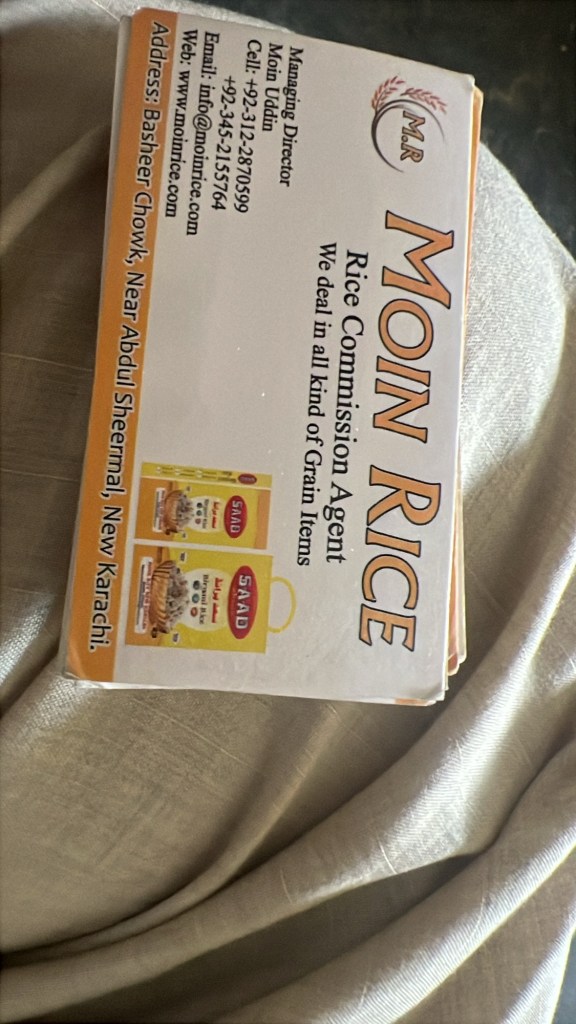 M.R
MOIN RICE
Rice Commission Agent
We deal in all kind of Grain Items
Managing Director
Moin Uddin
Cell: +92-312-2870599
+92-345-2155764
Email: info@moinrice.com
Web: www.moinrice.com
SAAD
SAAD
Biryani Rice
Address: Basheer Chowk, Near Abdul Sheermal, New Karachi.